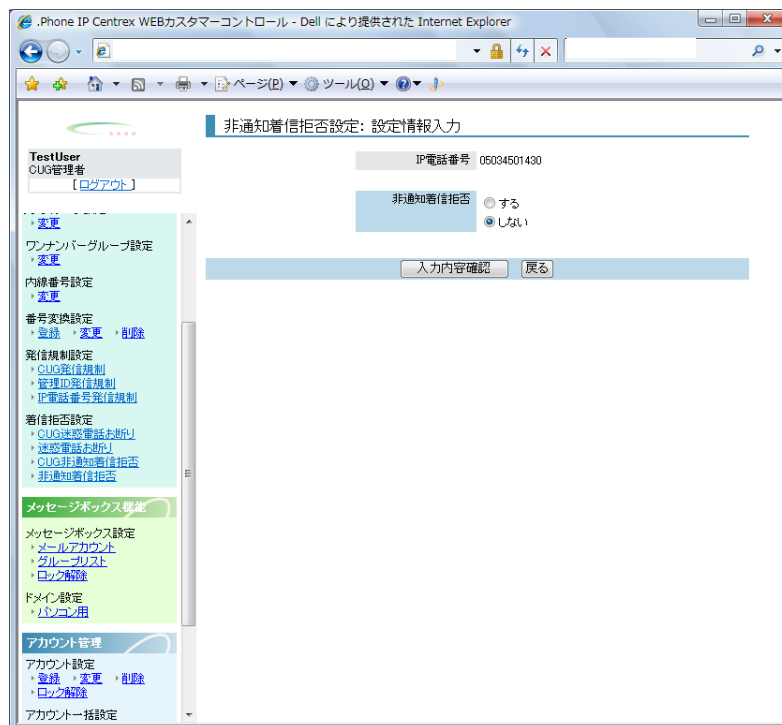 .Phone IP Centrex WEBカスタマーコントロール - Dell により提供された Internet Explorer
ページ(P) ツール(O)
TestUser
CUG管理者
[ログアウト]
変更
ワンナンバーグループ設定
変更
内線番号設定
変更
番号変換設定
登録 変更 削除
発信規制設定
CUG発信規制
管理ID発信規制
IP電話番号発信規制
着信拒否設定
CUG迷惑電話お断り
迷惑電話お断り
CUG非通知着信拒否
非通知着信拒否
メッセージボックス機能
メッセージボックス設定
メールアカウント
グループリスト
ロック解除
ドメイン設定
パソコン用
アカウント管理
アカウント設定
登録 変更 削除
ロック解除
アカウント一括設定
非通知着信拒否設定: 設定情報入力
IP電話番号 05034501430
非通知着信拒否 する
しない
入力内容確認 戻る